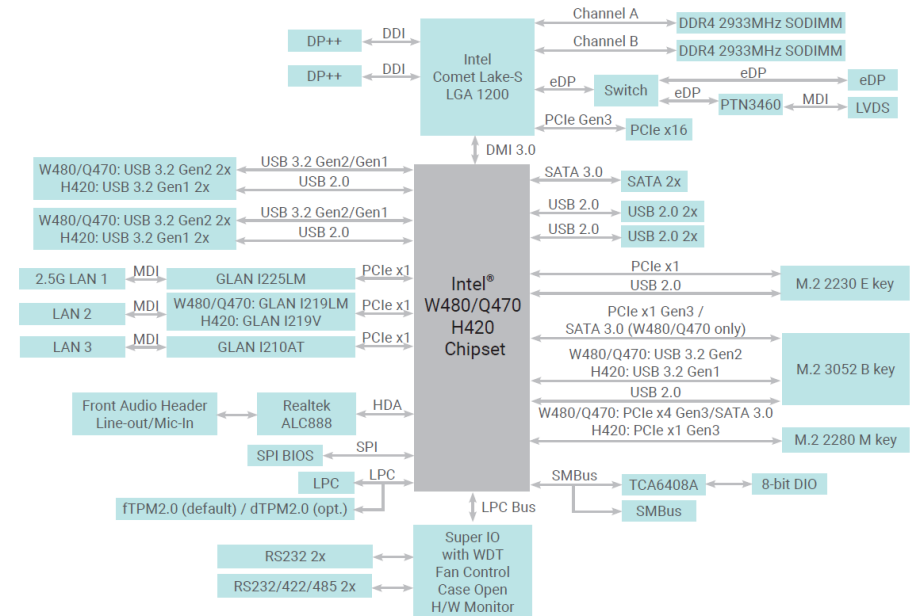 Channel A
DDR4 2933MHz SODIMM
DP++
DDI
Channel B
DDR4 2933MHz SODIMM
DP++
DDI
Intel
Comet Lake-S
LGA 1200
eDP
Switch
eDP
eDP
eDP
PTN3460
MDI
LVDS
PCIe Gen3
PCIe x16
DMI 3.0
W480/Q470: USB 3.2 Gen2 2x
H420: USB 3.2 Gen1 2x
USB 3.2 Gen2/Gen1
USB 2.0
W480/Q470: USB 3.2 Gen2 2x
H420: USB 3.2 Gen1 2x
USB 3.2 Gen2/Gen1
USB 2.0
SATA 3.0
SATA 2x
USB 2.0
USB 2.0 2x
USB 2.0
USB 2.0 2x
2.5G LAN 1
MDI
GLAN I225LM
PCIe x1
LAN 2
MDI
W480/Q470: GLAN I219LM
H420: GLAN I219V
PCIe x1
LAN 3
MDI
GLAN I210AT
PCIe x1
Intel®
W480/Q470
H420
Chipset
PCIe x1
USB 2.0
M.2 2230 E key
PCIe x1 Gen3 /
SATA 3.0 (W480/Q470 only)
W480/Q470: USB 3.2 Gen2
H420: USB 3.2 Gen1
USB 2.0
M.2 3052 B key
W480/Q470: PCIe x4 Gen3/SATA 3.0
H420: PCIe x1 Gen3
M.2 2280 M key
Front Audio Header
Line-out/Mic-In
Realtek
ALC888
HDA
SPI BIOS
SPI
LPC
LPC
fTPM2.0 (default) / dTPM2.0 (opt.)
SMBus
TCA6408A
8-bit DIO
SMBus
LPC Bus
RS232 2x
RS232/422/485 2x
Super IO
with WDT
Fan Control
Case Open
H/W Monitor